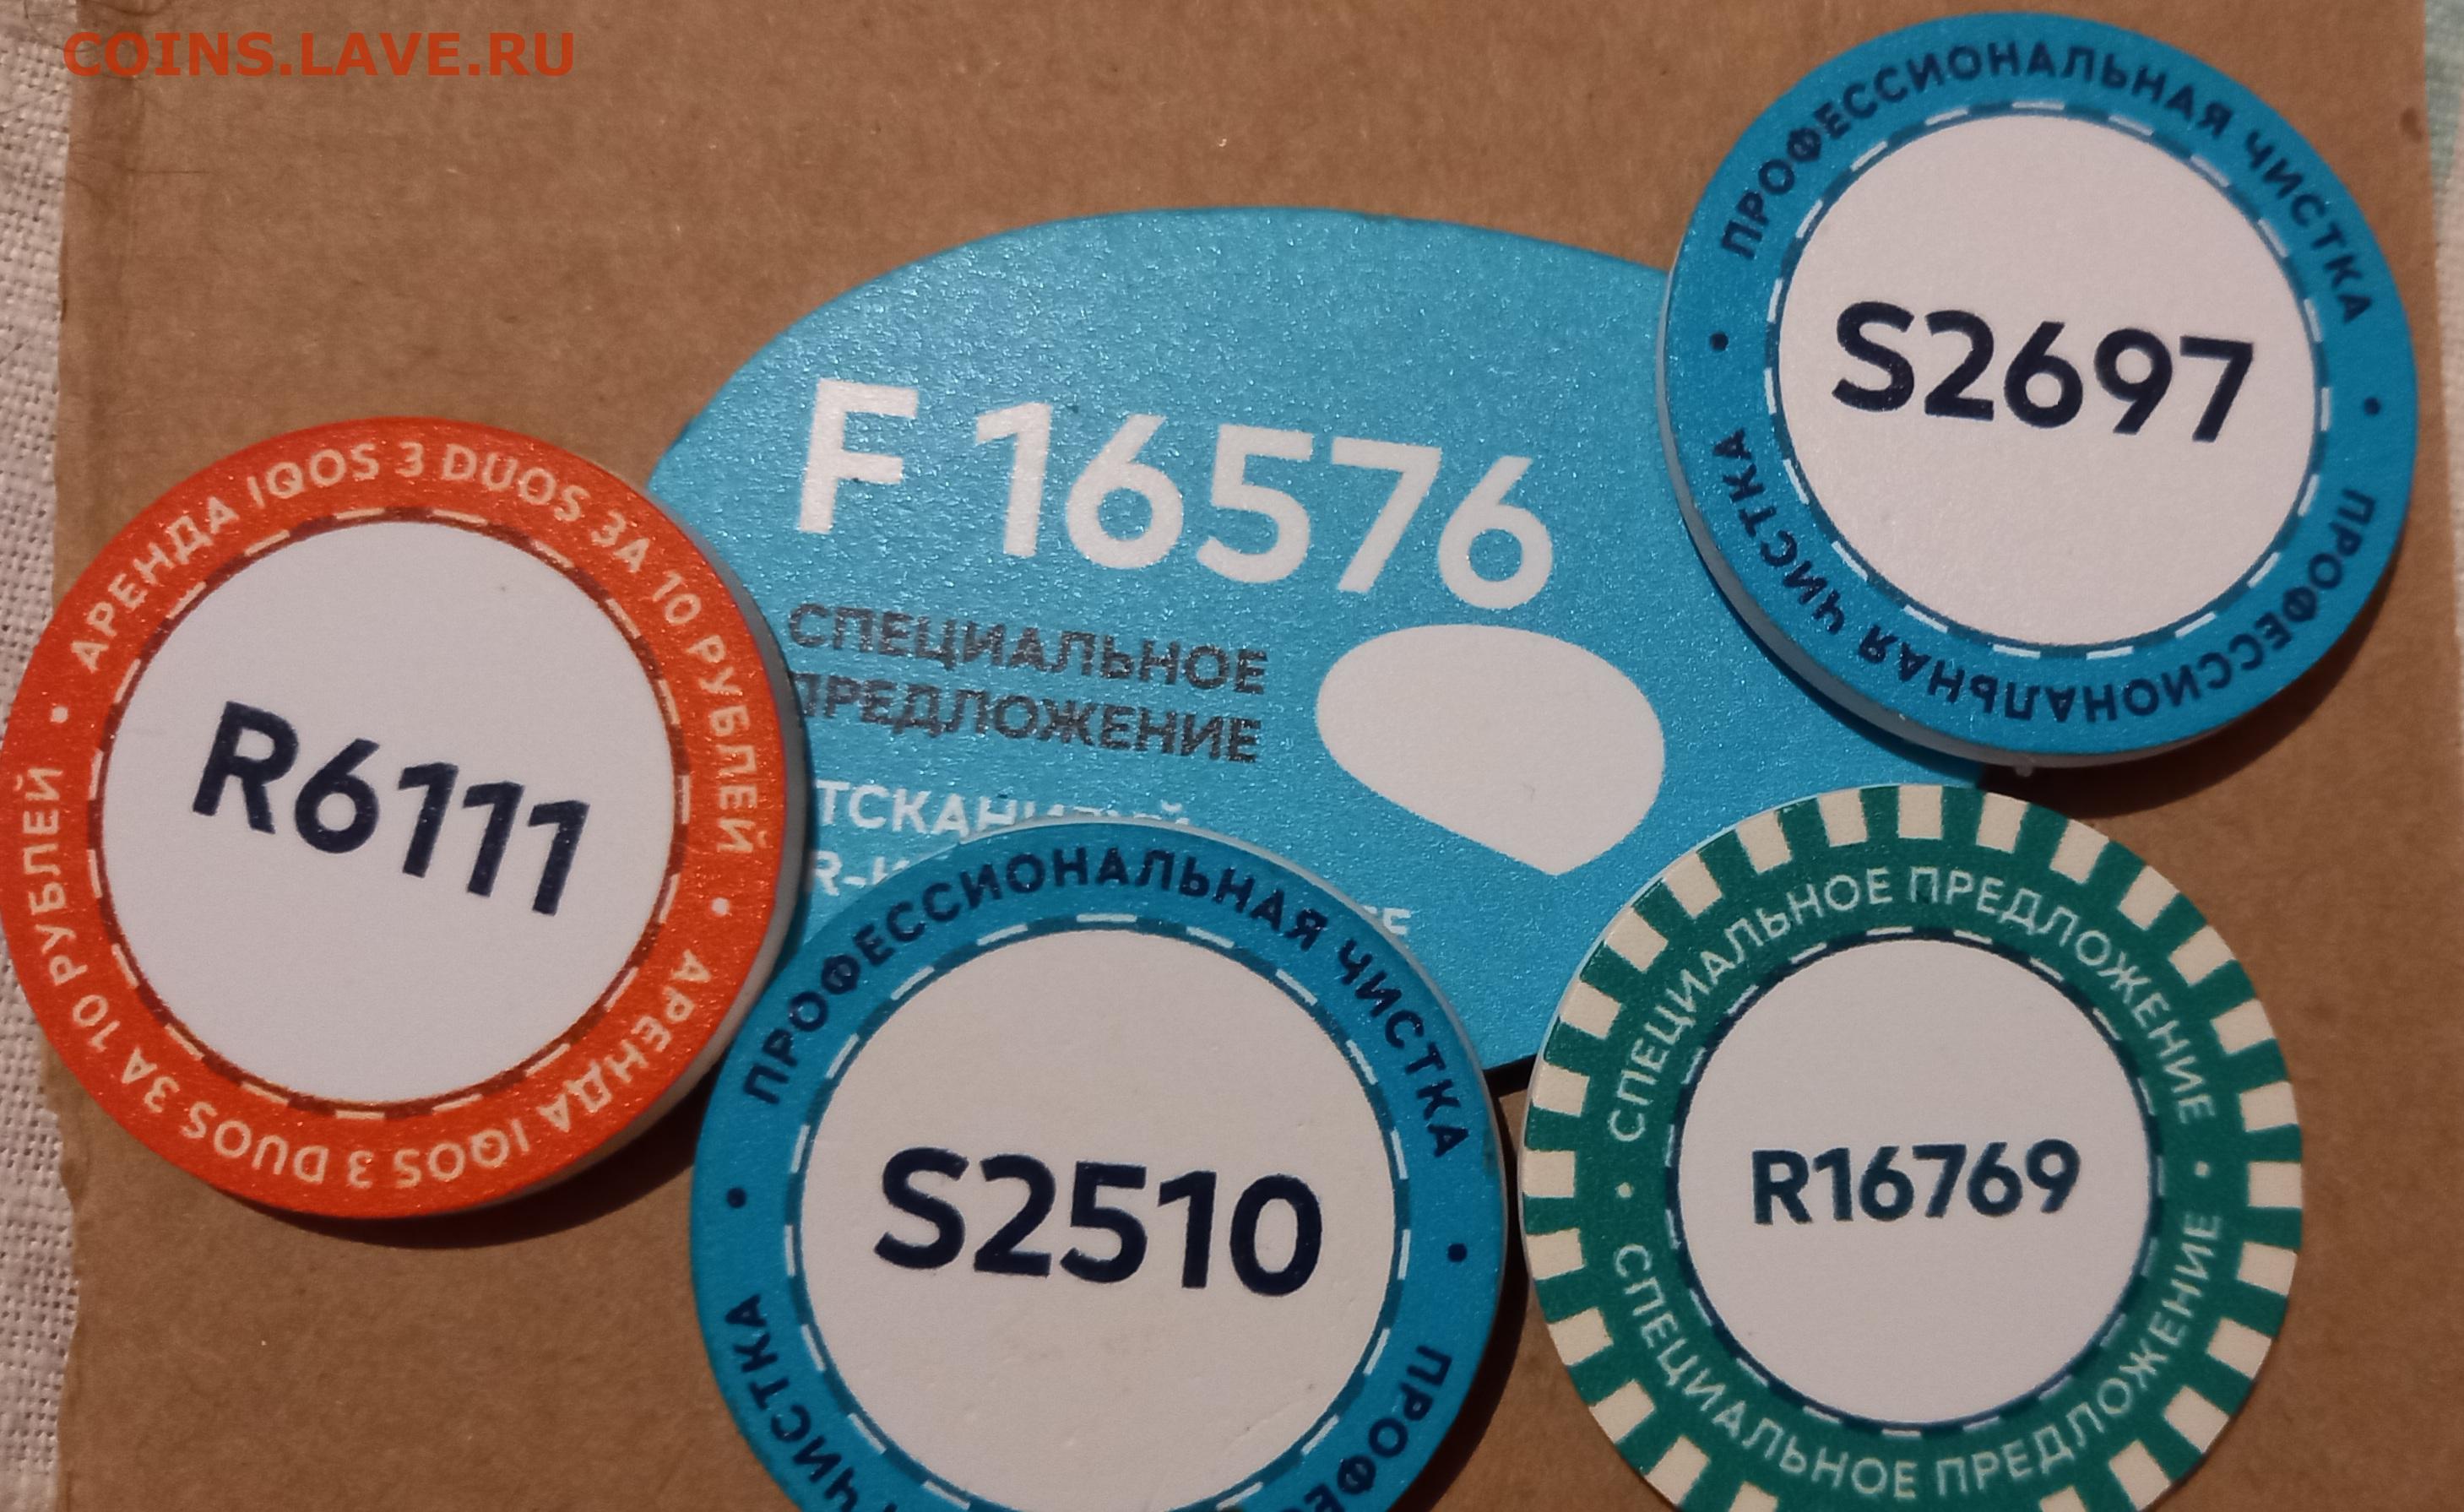 COINS.LAVE.RU
ПРОФЕССИОНАЛЬНАЯ ЧИСТКА
S2697
ПРОФЕССИОНАЛЬНАЯ ЧИСТКА
F 16576
СПЕЦИАЛЬНОЕ
ПРЕДЛОЖЕНИЕ
АРЕНДА IQOS 3 DUOS ЗА 10 РУБЛЕЙ
R6111
АРЕНДА IQOS 3 DUOS ЗА 10 РУБЛЕЙ
ПРОФЕССИОНАЛЬНАЯ ЧИСТКА
S2510
ЧИСТКА
СПЕЦИАЛЬНОЕ ПРЕДЛОЖЕНИЕ
R16769
СПЕЦИАЛЬНОЕ ПРЕДЛОЖЕНИЕ